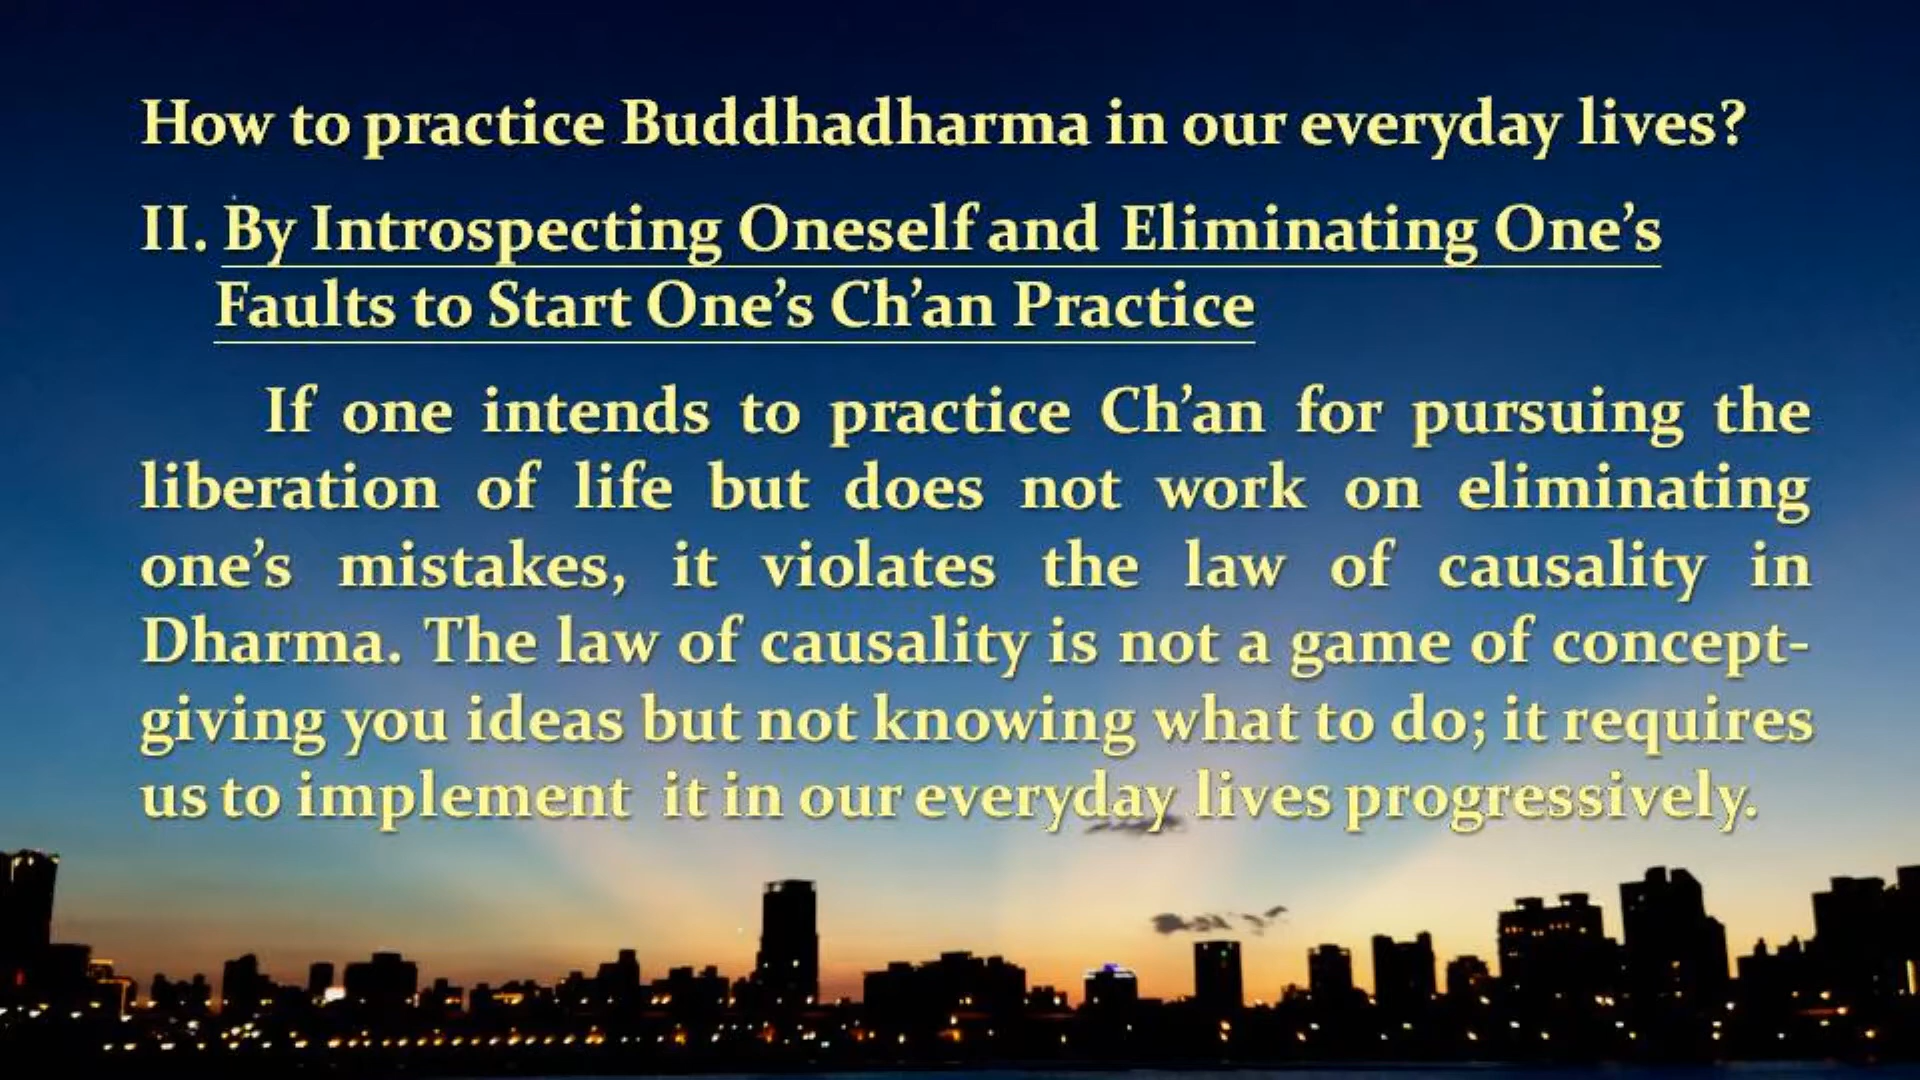 How to practice Buddhadharma in our everyday lives?
II. By Introspecting Oneself and Eliminating One's
Faults to Start One's Ch'an Practice
If one intends to practice Ch'an for pursuing the
liberation of life but does not work on eliminating
one's mistakes, it violates the law of causality in
Dharma. The law of causality is not a game of concept-
giving you ideas but not knowing what to do; it requires
us to implement it in our everyday lives progressively.